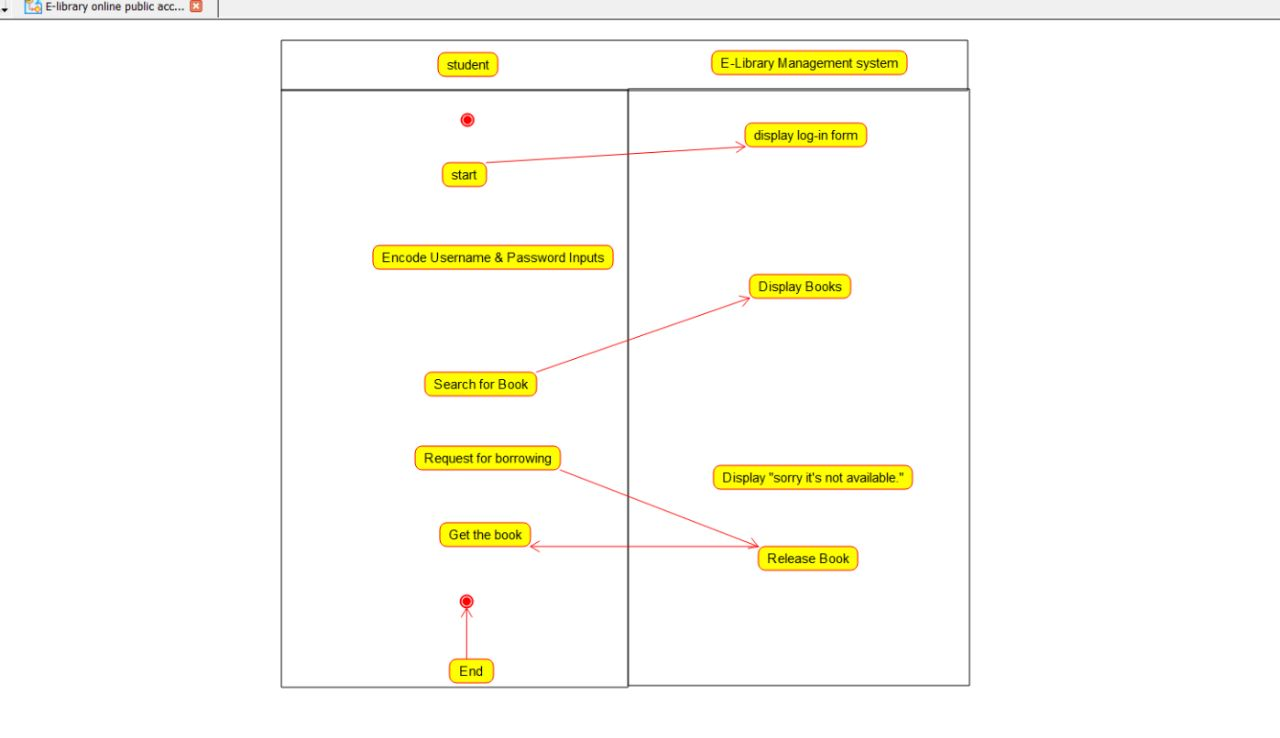 E-library online public acc...
student
E-Library Management system
display log-in form
start
Encode Username & Password Inputs
Display Books
Search for Book
Request for borrowing
Display "sorry it's not available."
Get the book
Release Book
End